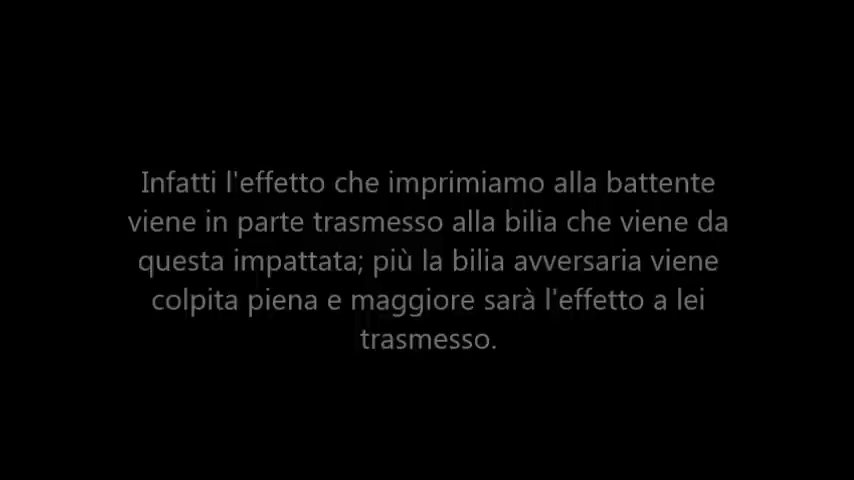 Infatti l'effetto che imprimiamo alla battente
viene in parte trasmesso alla bilia che viene da
questa impattata; più la bilia avversaria viene
colpita piena e maggiore sarà l'effetto a lei
trasmesso.